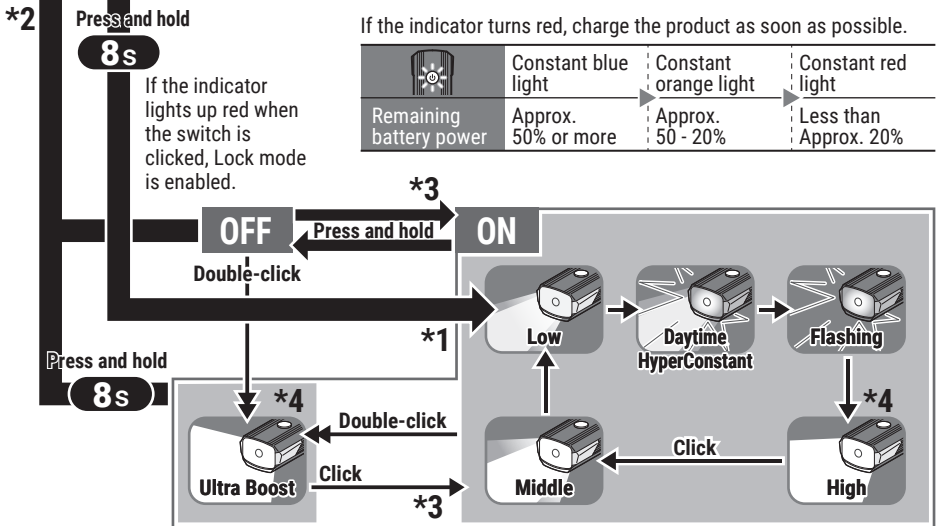 *2
Press and hold
8s
If the indicator
lights up red when
the switch is
clicked, Lock mode
is enabled.
If the indicator turns red, charge the product as soon as possible.
Constant blue
light
Constant
orange light
Constant red
light
Remaining
battery power
Approx.
50% or more
Approx.
50 - 20%
Less than
Approx. 20%
*3
OFF
Press and hold
ON
Double-click
*1
Low
Daytime
HyperConstant
Flashing
Press and hold
8s
*4
Double-click
*4
Click
Ultra Boost
Click
*3
Middle
High